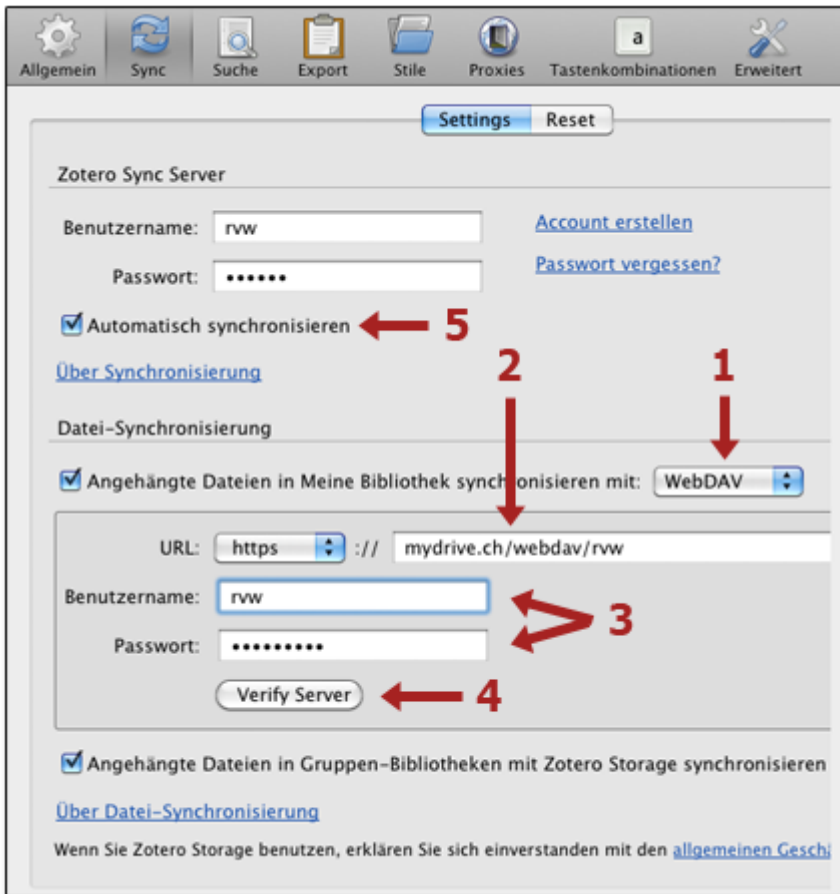 Allgemein Sync Suche Export Stile Proxies a Tastenkombinationen Erweitert
Settings Reset
Zotero Sync Server
Benutzername: rvw Account erstellen
Passwort: •••••• Passwort vergessen?
Automatisch synchronisieren 5
2 1
Über Synchronisierung
Datei-Synchronisierung
Angehängte Dateien in Meine Bibliothek synchronisieren mit: WebDAV
URL: https :// mydrive.ch/webdav/rvw
Benutzername: rvw
3
Passwort: •••••••••
Verify Server 4
Angehängte Dateien in Gruppen-Bibliotheken mit Zotero Storage synchronisieren
Über Datei-Synchronisierung
Wenn Sie Zotero Storage benutzen, erklären Sie sich einverstanden mit den allgemeinen